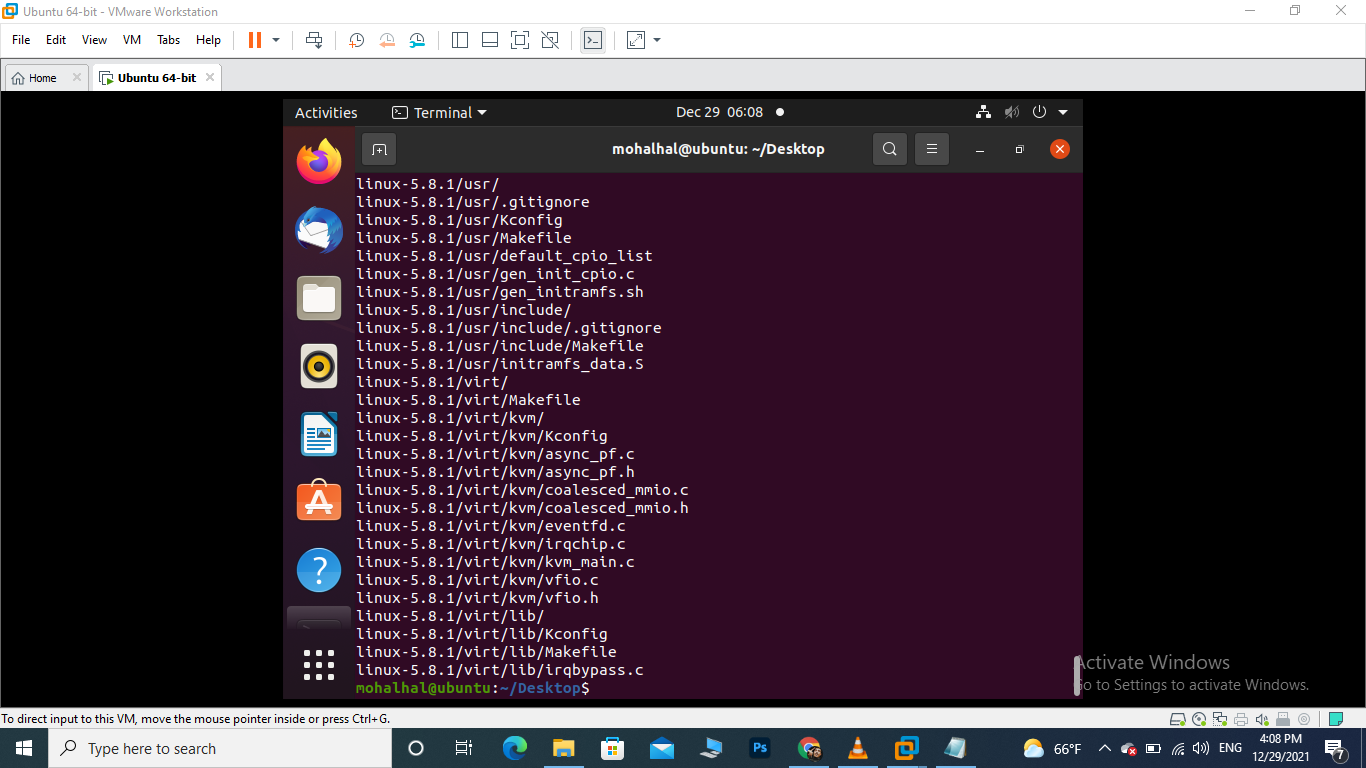 Ubuntu 64-bit - VMware Workstation
File Edit View VM Tabs Help
Home Ubuntu 64-bit
Activities Terminal Dec 29 06:08
mohalhal@ubuntu: ~/Desktop
linux-5.8.1/usr/
linux-5.8.1/usr/.gitignore
linux-5.8.1/usr/Kconfig
linux-5.8.1/usr/Makefile
linux-5.8.1/usr/default_cpio_list
linux-5.8.1/usr/gen_init_cpio.c
linux-5.8.1/usr/gen_initramfs.sh
linux-5.8.1/usr/include/
linux-5.8.1/usr/include/.gitignore
linux-5.8.1/usr/include/Makefile
linux-5.8.1/usr/initramfs_data.S
linux-5.8.1/virt/
linux-5.8.1/virt/Makefile
linux-5.8.1/virt/kvm/
linux-5.8.1/virt/kvm/Kconfig
linux-5.8.1/virt/kvm/async_pf.c
linux-5.8.1/virt/kvm/async_pf.h
linux-5.8.1/virt/kvm/coalesced_mmio.c
linux-5.8.1/virt/kvm/coalesced_mmio.h
linux-5.8.1/virt/kvm/eventfd.c
linux-5.8.1/virt/kvm/irqchip.c
linux-5.8.1/virt/kvm/kvm_main.c
linux-5.8.1/virt/kvm/vfio.c
linux-5.8.1/virt/kvm/vfio.h
linux-5.8.1/virt/lib/
linux-5.8.1/virt/lib/Kconfig
linux-5.8.1/virt/lib/Makefile
linux-5.8.1/virt/lib/irqbypass.c
mohalhal@ubuntu:~/Desktop$
Activate Windows
Go to Settings to activate Windows.
To direct input to this VM, move the mouse pointer inside or press Ctrl+G.
Type here to search
Ps
66°F
ENG
4:08 PM
12/29/2021
7